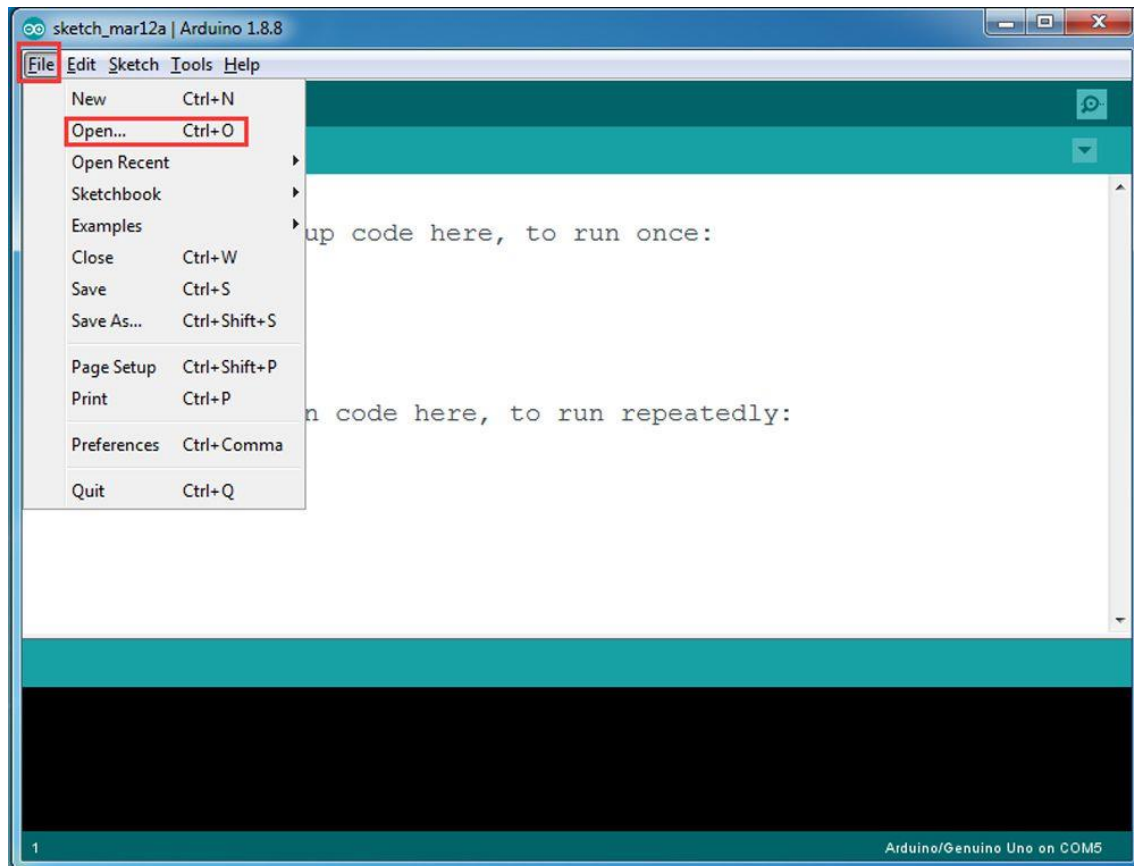 sketch_mar12a | Arduino 1.8.8
File Edit Sketch Tools Help
New Ctrl+N
Open... Ctrl+O
Open Recent
Sketchbook
Examples
Close Ctrl+W
Save Ctrl+S
Save As... Ctrl+Shift+S
Page Setup Ctrl+Shift+P
Print Ctrl+P
Preferences Ctrl+Comma
Quit Ctrl+Q
up code here, to run once:
n code here, to run repeatedly:
1 Arduino/Genuino Uno on COM5